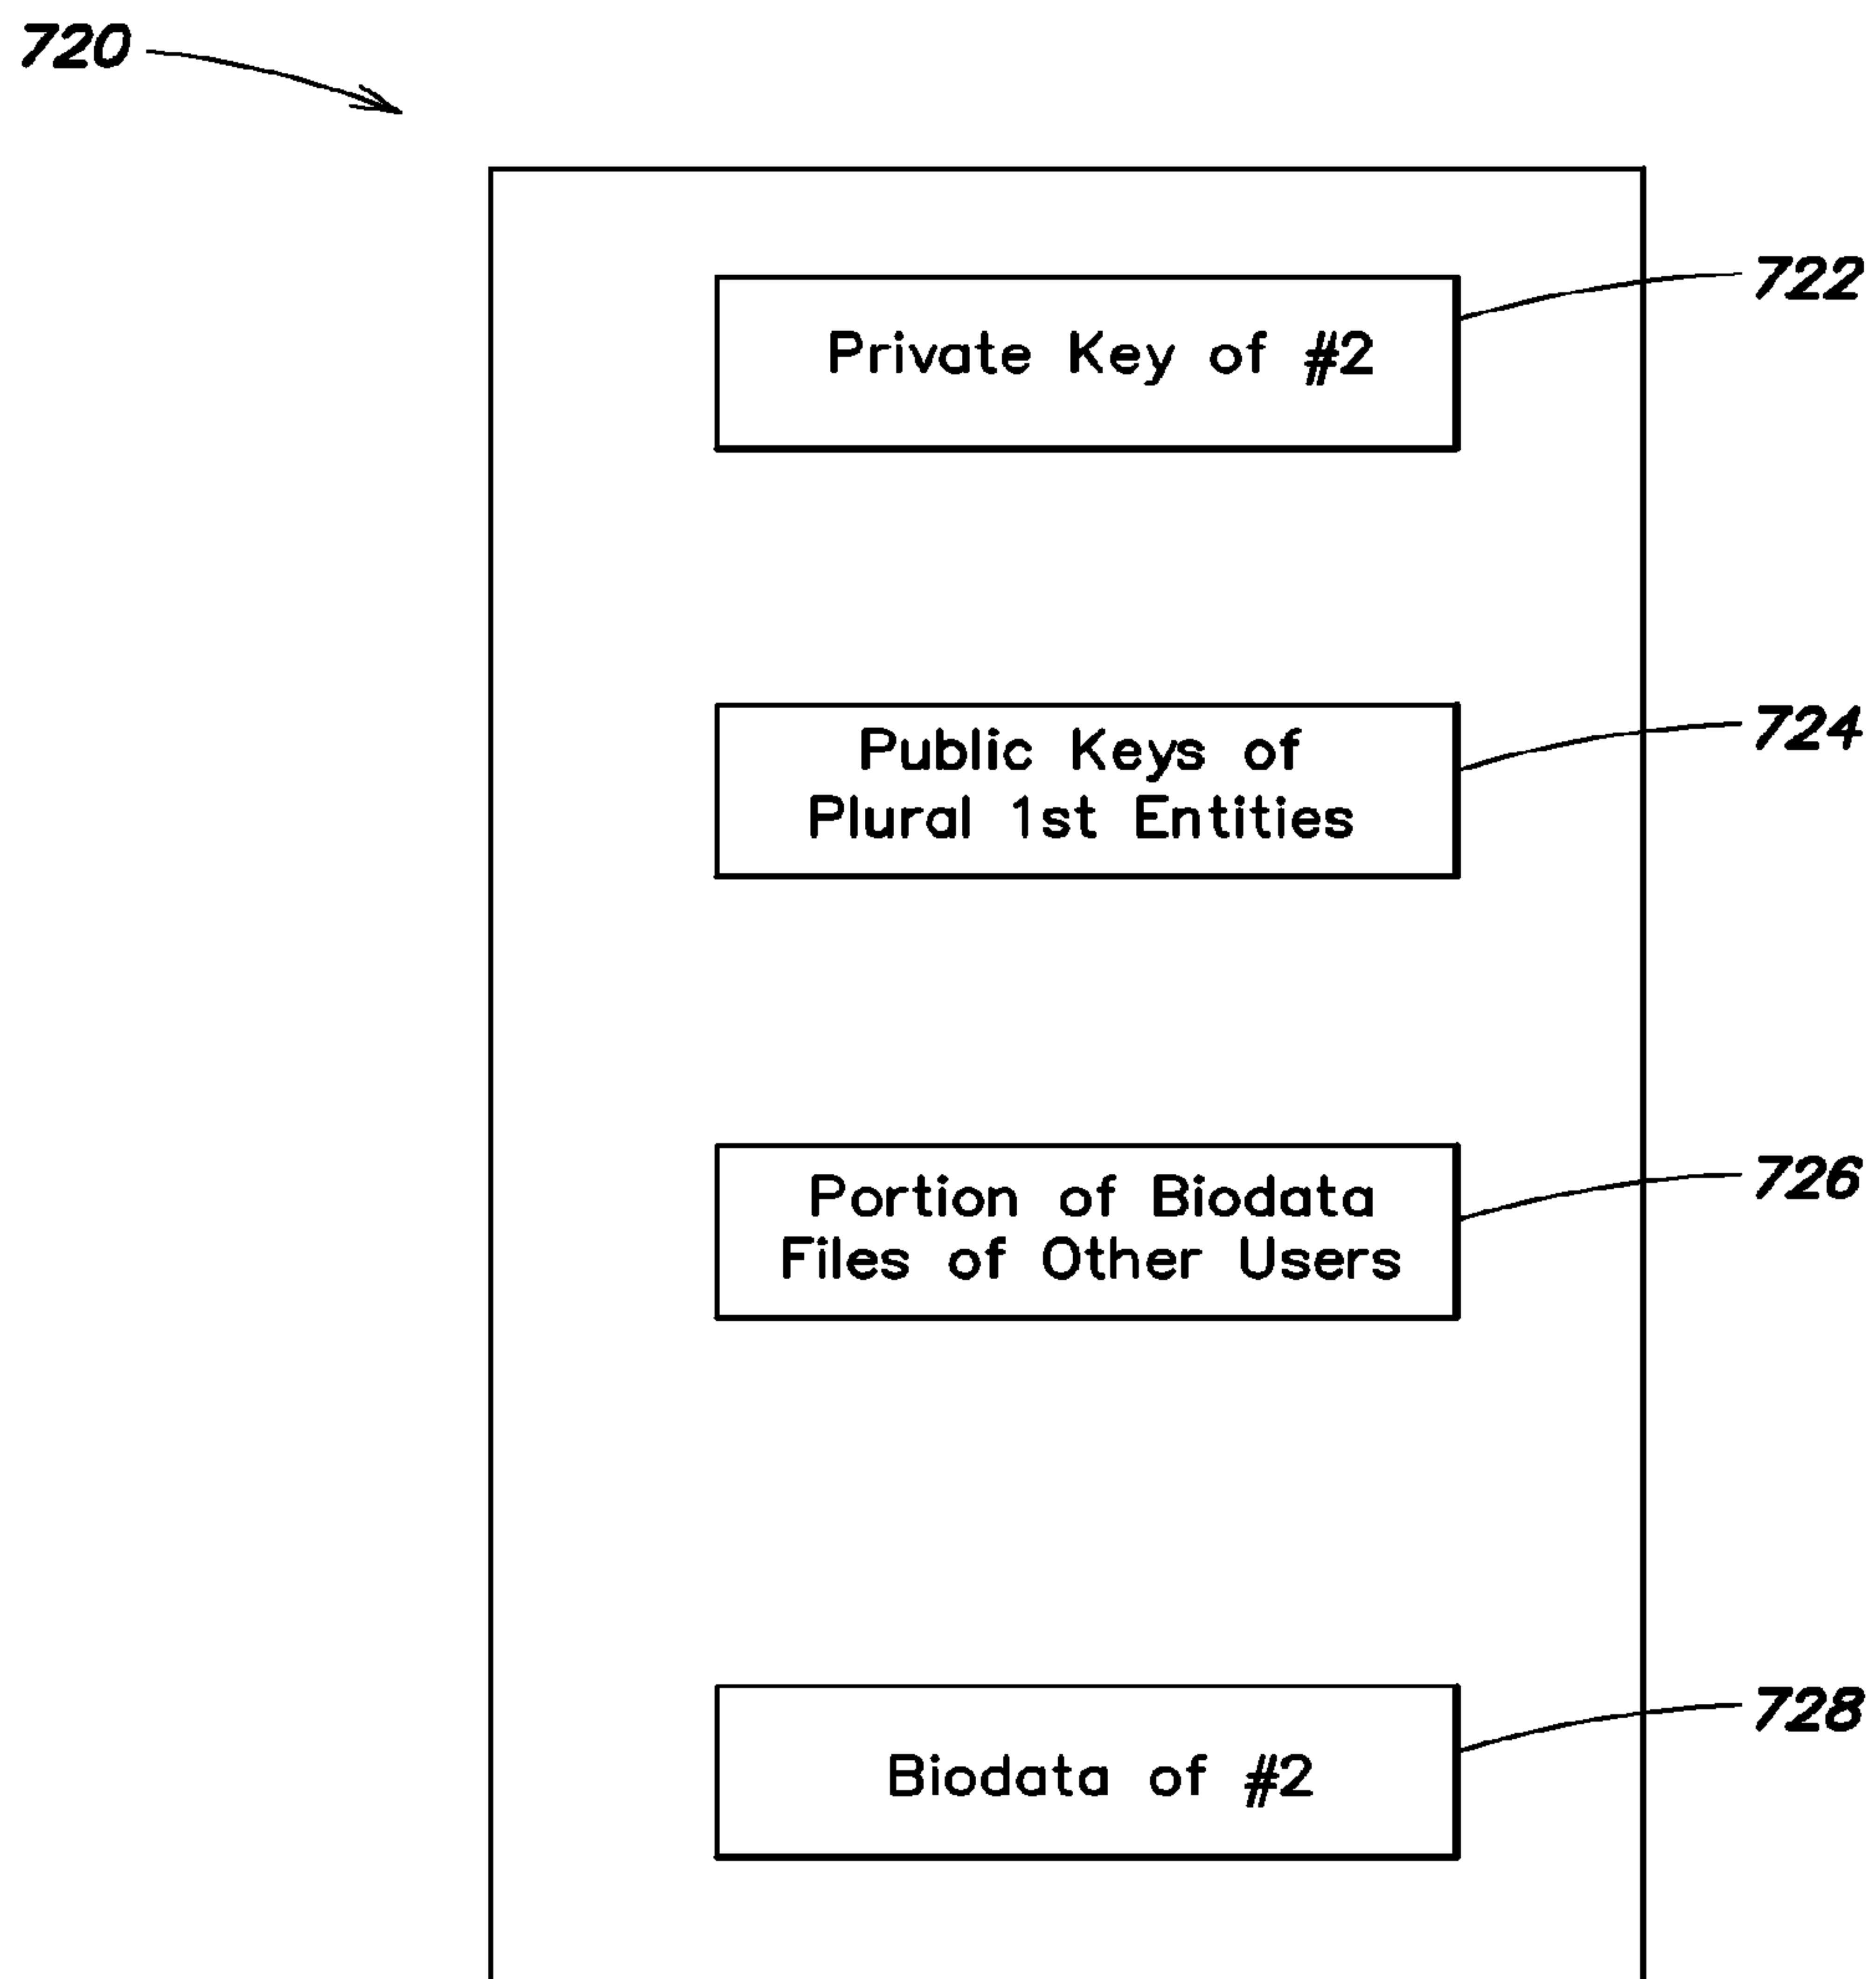 720
722
Private Key of #2
724
Public Keys of
Plural 1st Entities
726
Portion of Biodata
Files of Other Users
728
Biodata of #2